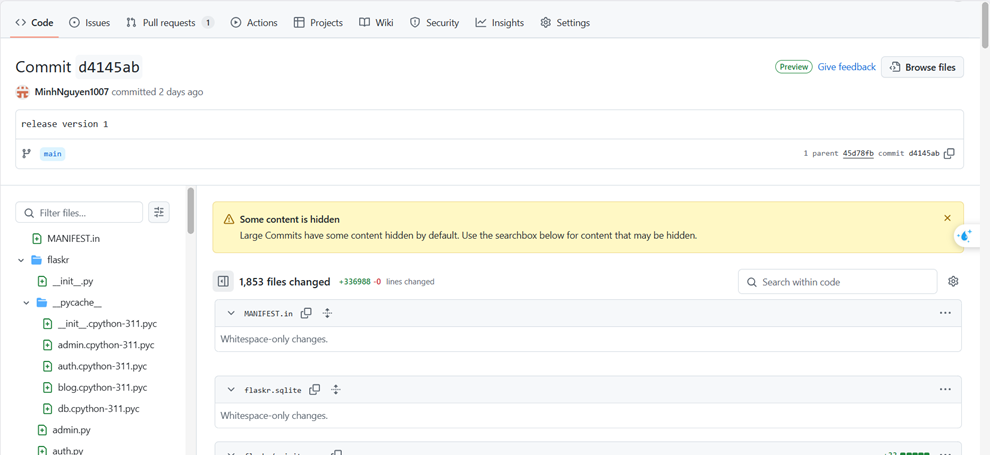 Code Issues Pull requests 1 Actions Projects Wiki Security Insights Settings
Commit d4145ab
Preview Give feedback Browse files
MinhNguyen1007 committed 2 days ago
release version 1
main
1 parent 45d78fb commit d4145ab
Filter files...
MANIFEST.in
flaskr
__init__.py
__pycache__
__init__.cpython-311.pyc
admin.cpython-311.pyc
auth.cpython-311.pyc
blog.cpython-311.pyc
db.cpython-311.pyc
admin.py
auth.py
Some content is hidden
Large Commits have some content hidden by default. Use the searchbox below for content that may be hidden.
1,853 files changed +336988 -0 lines changed
Search within code
MANIFEST.in
Whitespace-only changes.
flaskr.sqlite
Whitespace-only changes.